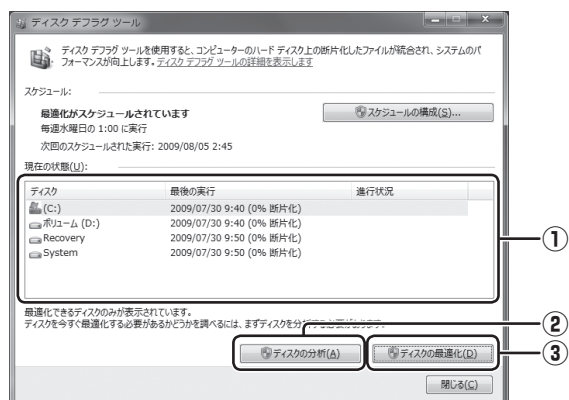 ディスク デフラグ ツール
ディスク デフラグ ツールを使用すると、コンピューターのハード ディスク上の断片化したファイルが統合され、システムのパ
フォーマンスが向上します。ディスク デフラグ ツールの詳細を表示します
スケジュール:
最適化がスケジュールされています
スケジュールの構成(S)...
毎週水曜日の 1:00 に実行
次回のスケジュールされた実行: 2009/08/05 2:45
現在の状態(U):
ディスク 最後の実行 進行状況
(C:) 2009/07/30 9:40 (0% 断片化)
ボリューム (D:) 2009/07/30 9:40 (0% 断片化)
Recovery 2009/07/30 9:50 (0% 断片化)
System 2009/07/30 9:50 (0% 断片化)
①
最適化できるディスクのみが表示されています。
ディスクを今すぐ最適化する必要があるかどうかを調べるには、まずディスクを分析する必要があります。
②
ディスクの分析(A) ディスクの最適化(D)
③
閉じる(C)